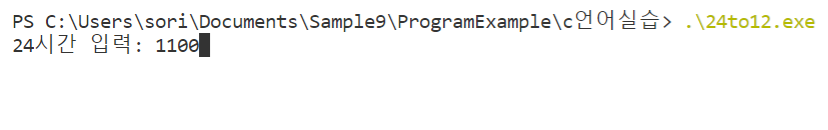 PS C:\Users\sori\Documents\Sample9\ProgramExample\c언어실습> .\24to12.exe
24시간 입력: 1100